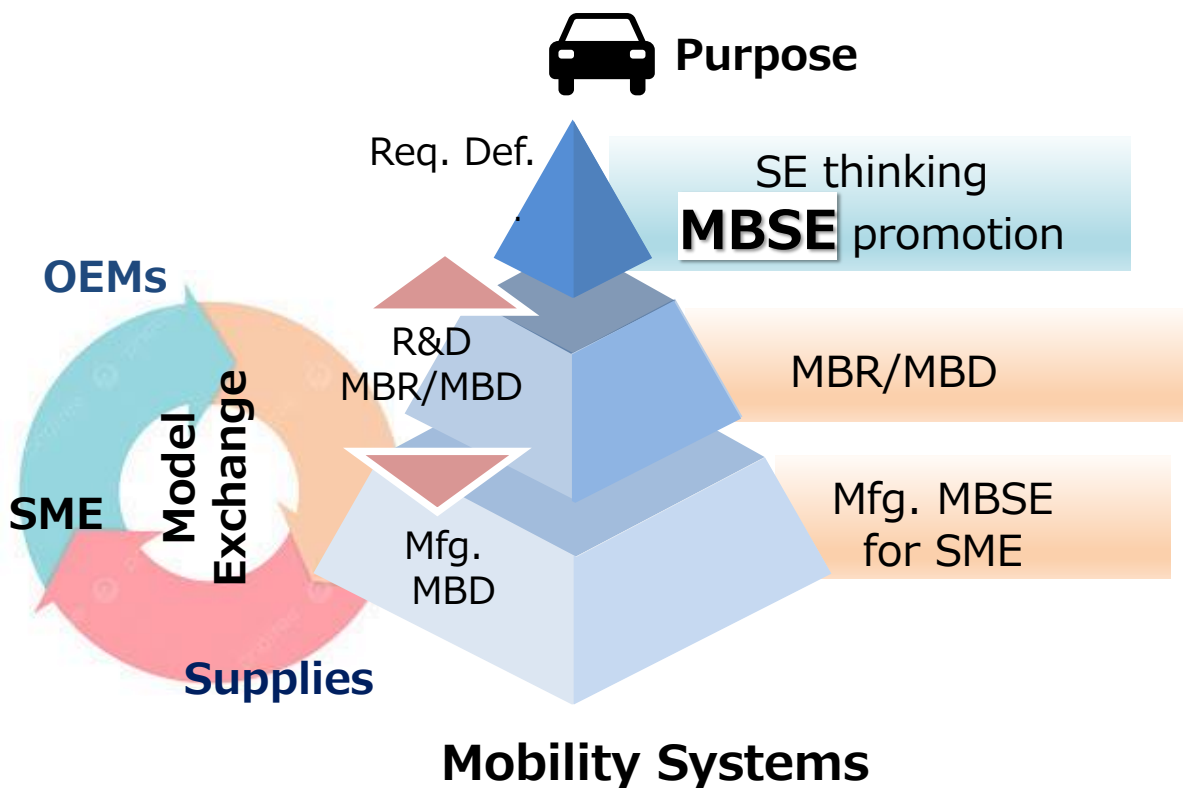 Purpose
Req. Def.
.
SE thinking
MBSE promotion
OEMs
R&D
MBR/MBD
MBR/MBD
Model
Exchange
SME
Mfg.
MBD
Mfg. MBSE
for SME
Supplies
Mobility Systems